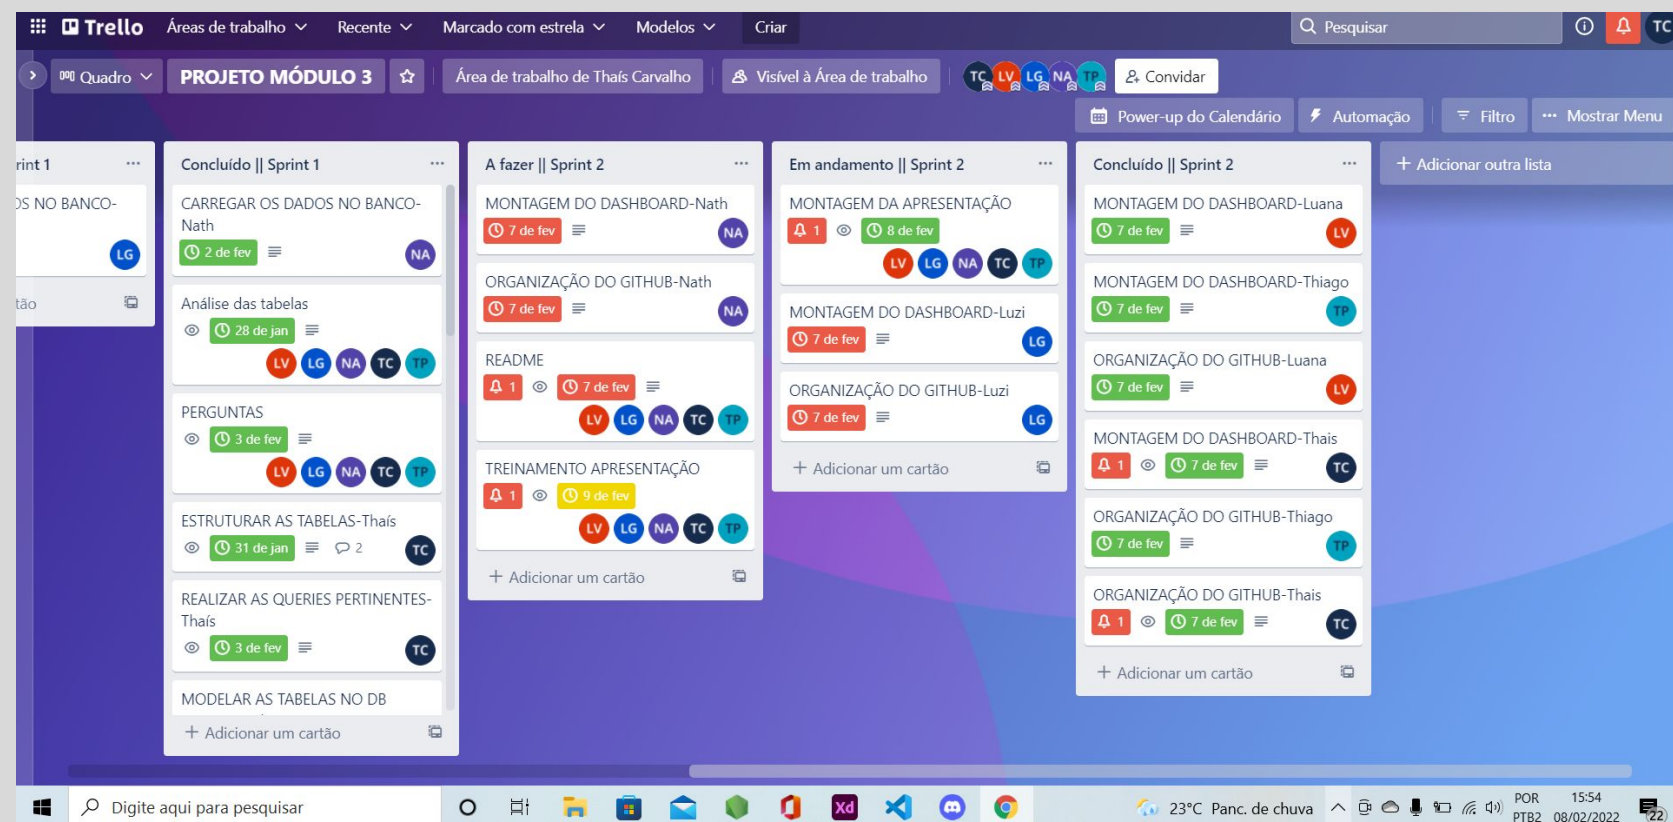 Trello Áreas de trabalho Recente Marcado com estrela Modelos Criar Pesquisar TC
Quadro PROJETO MÓDULO 3 Área de trabalho de Thaís Carvalho Visível à Área de trabalho TC LV LG NA TP Convidar
Power-up do Calendário Automação Filtro Mostrar Menu
rint 1
OS NO BANCO-
LG
tão
Concluído || Sprint 1
CARREGAR OS DADOS NO BANCO-
Nath
2 de fev NA
Análise das tabelas
28 de jan
LV LG NA TC TP
PERGUNTAS
3 de fev
LV LG NA TC TP
ESTRUTURAR AS TABELAS-Thaís
31 de jan 2 TC
REALIZAR AS QUERIES PERTINENTES-
Thaís
3 de fev TC
MODELAR AS TABELAS NO DB
+ Adicionar um cartão
A fazer || Sprint 2
MONTAGEM DO DASHBOARD-Nath
7 de fev NA
ORGANIZAÇÃO DO GITHUB-Nath
7 de fev NA
README
1 7 de fev
LV LG NA TC TP
TREINAMENTO APRESENTAÇÃO
1 9 de fev
LV LG NA TC TP
+ Adicionar um cartão
Em andamento || Sprint 2
MONTAGEM DA APRESENTAÇÃO
1 8 de fev
LV LG NA TC TP
MONTAGEM DO DASHBOARD-Luzi
7 de fev LG
ORGANIZAÇÃO DO GITHUB-Luzi
7 de fev LG
+ Adicionar um cartão
Concluído || Sprint 2
MONTAGEM DO DASHBOARD-Luana
7 de fev LV
MONTAGEM DO DASHBOARD-Thiago
7 de fev TP
ORGANIZAÇÃO DO GITHUB-Luana
7 de fev LV
MONTAGEM DO DASHBOARD-Thais
1 7 de fev TC
ORGANIZAÇÃO DO GITHUB-Thiago
7 de fev TP
ORGANIZAÇÃO DO GITHUB-Thais
1 7 de fev TC
+ Adicionar um cartão
+ Adicionar outra lista
Digite aqui para pesquisar
Xd
23°C Panc. de chuva
POR
PTB2
15:54
08/02/2022
22